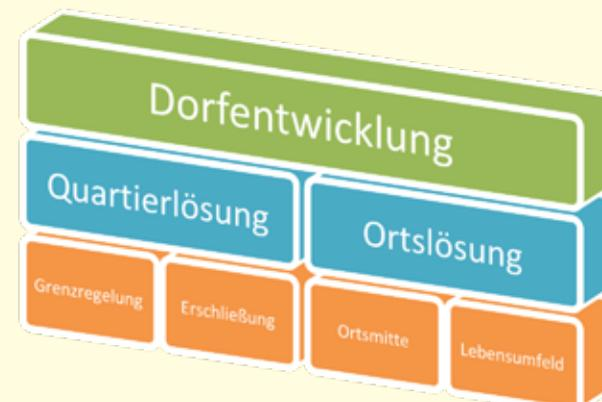 Dorfentwicklung
Quartierlösung
Ortslösung
Grenzregelung
Erschließung
Ortsmitte
Lebensumfeld